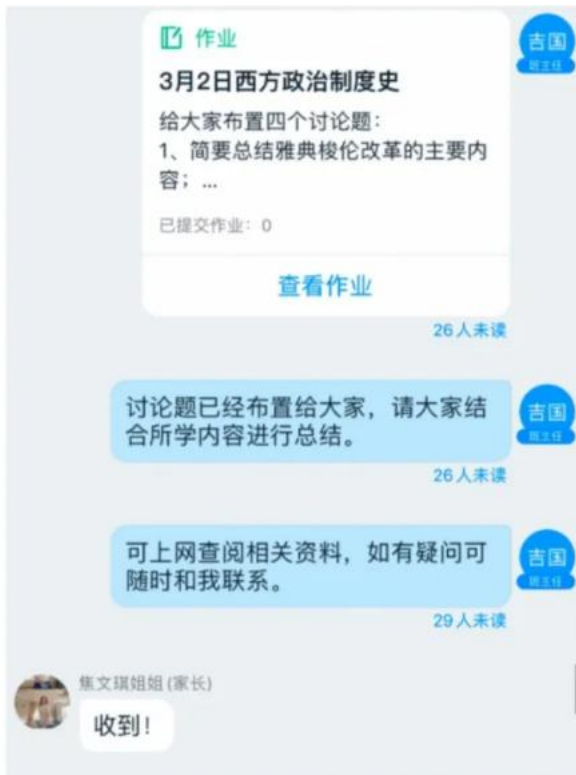 作业
吉国
班主任
3月2日西方政治制度史
给大家布置四个讨论题：
1、简要总结雅典梭伦改革的主要内
容；...
已提交作业：0
查看作业
26人未读
讨论题已经布置给大家，请大家结
合所学内容进行总结。
吉国
班主任
26人未读
可上网查阅相关资料，如有疑问可
随时和我联系。
吉国
班主任
29人未读
焦文琪姐姐(家长)
收到！